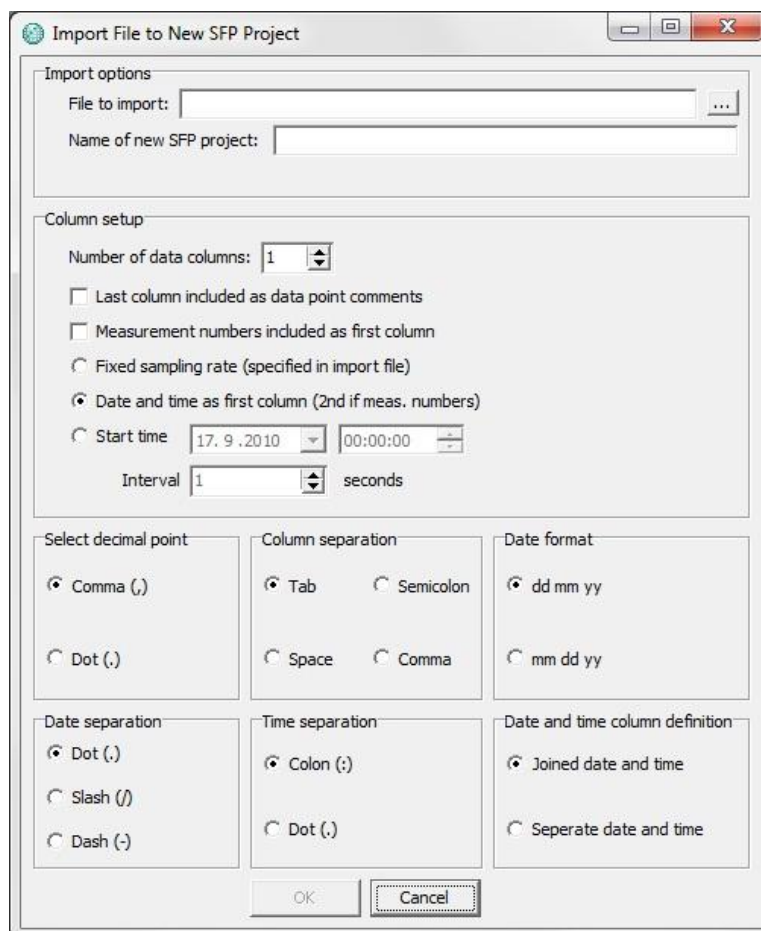 Import File to New SFP Project
Import options
File to import:
...
Name of new SFP project:
Column setup
Number of data columns: 1
Last column included as data point comments
Measurement numbers included as first column
Fixed sampling rate (specified in import file)
Date and time as first column (2nd if meas. numbers)
Start time 17. 9 .2010 00:00:00
Interval 1 seconds
Select decimal point
Comma (,)
Dot (.)
Column separation
Tab Semicolon
Space Comma
Date format
dd mm yy
mm dd yy
Date separation
Dot (.)
Slash (/)
Dash (-)
Time separation
Colon (:)
Dot (.)
Date and time column definition
Joined date and time
Seperate date and time
OK Cancel